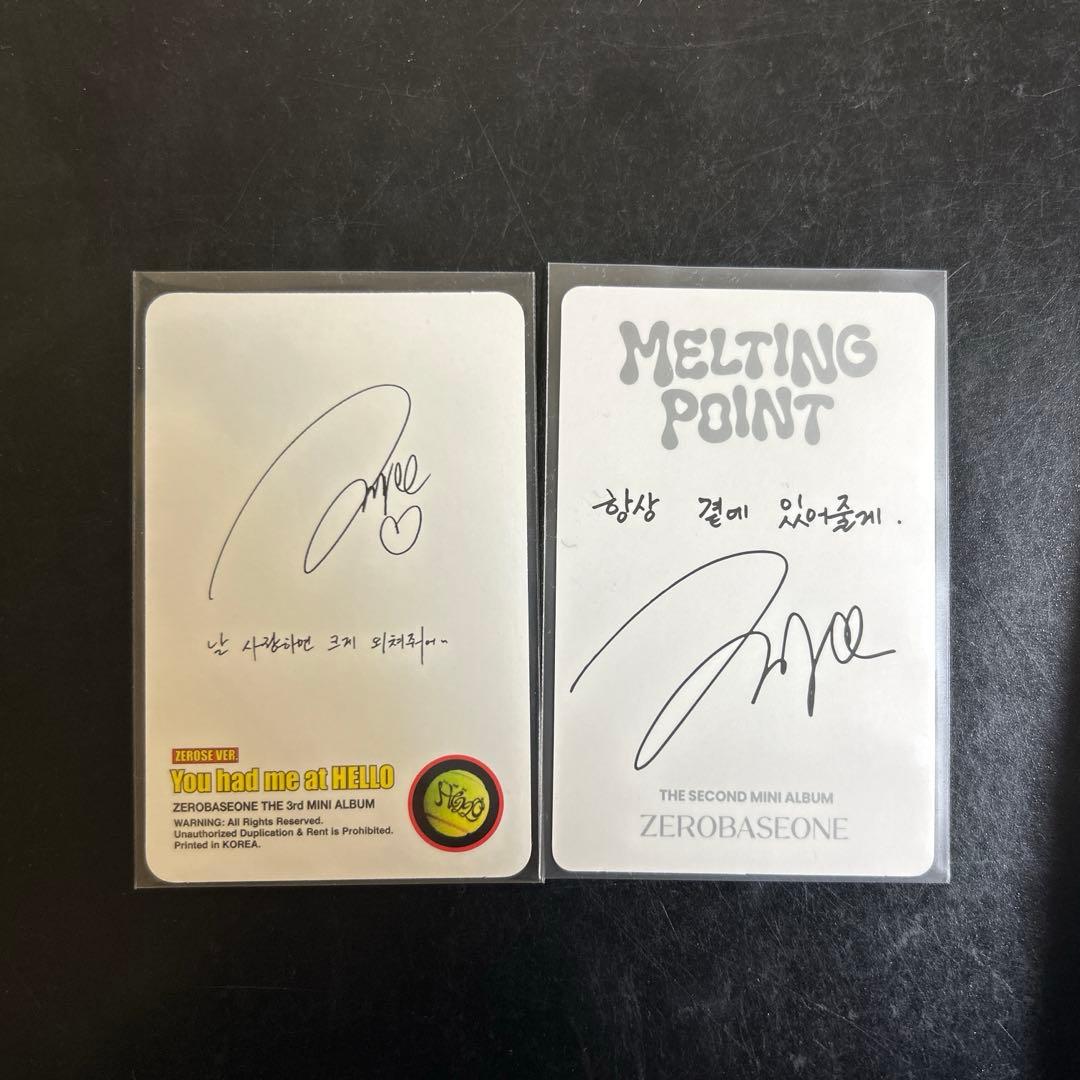 날 사랑하면 크게 외쳐줘~
ZEROSE VER.
You had me at HELLO
ZEROBASEONE THE 3rd MINI ALBUM
WARNING: All Rights Reserved.
Unauthorized Duplication & Rent is Prohibited.
Printed in KOREA.
MELTING
POINT
항상 곁에 있어줄게.
THE SECOND MINI ALBUM
ZEROBASEONE